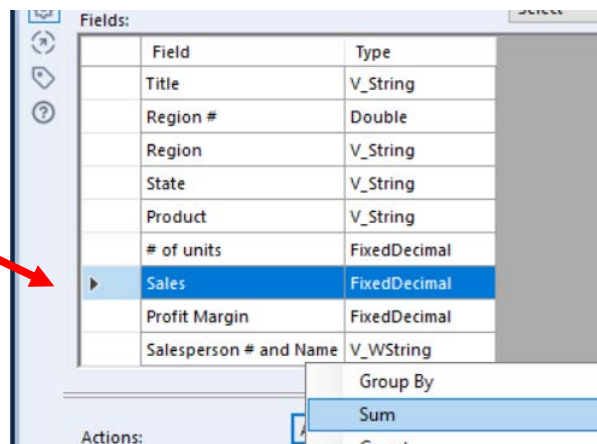 Fields:
Field Type
Title V_String
Region # Double
Region V_String
State V_String
Product V_String
# of units FixedDecimal
Sales FixedDecimal
Profit Margin FixedDecimal
Salesperson # and Name V_WString
Group By
Sum
Actions: